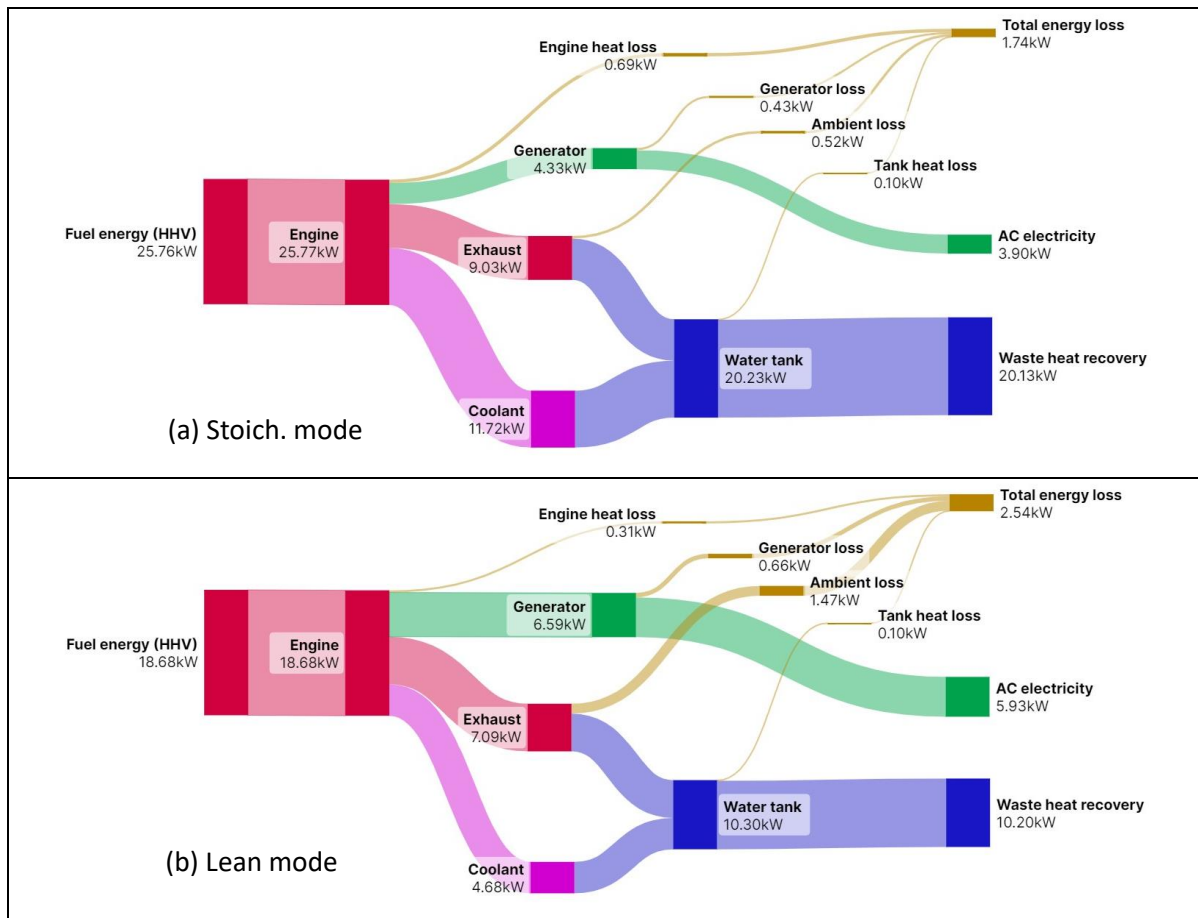 Total energy loss
1.74kW
Engine heat loss
0.69kW
Generator loss
0.43kW
Ambient loss
0.52kW
Generator
4.33kW
Tank heat loss
0.10kW
Fuel energy (HHV)
25.76kW
Engine
25.77kW
Exhaust
9.03kW
AC electricity
3.90kW
Water tank
20.23kW
Waste heat recovery
20.13kW
Coolant
11.72kW
(a) Stoich. mode
Total energy loss
2.54kW
Engine heat loss
0.31kW
Generator loss
0.66kW
Ambient loss
1.47kW
Generator
6.59kW
Tank heat loss
0.10kW
Fuel energy (HHV)
18.68kW
Engine
18.68kW
Exhaust
7.09kW
AC electricity
5.93kW
Water tank
10.30kW
Waste heat recovery
10.20kW
Coolant
4.68kW
(b) Lean mode